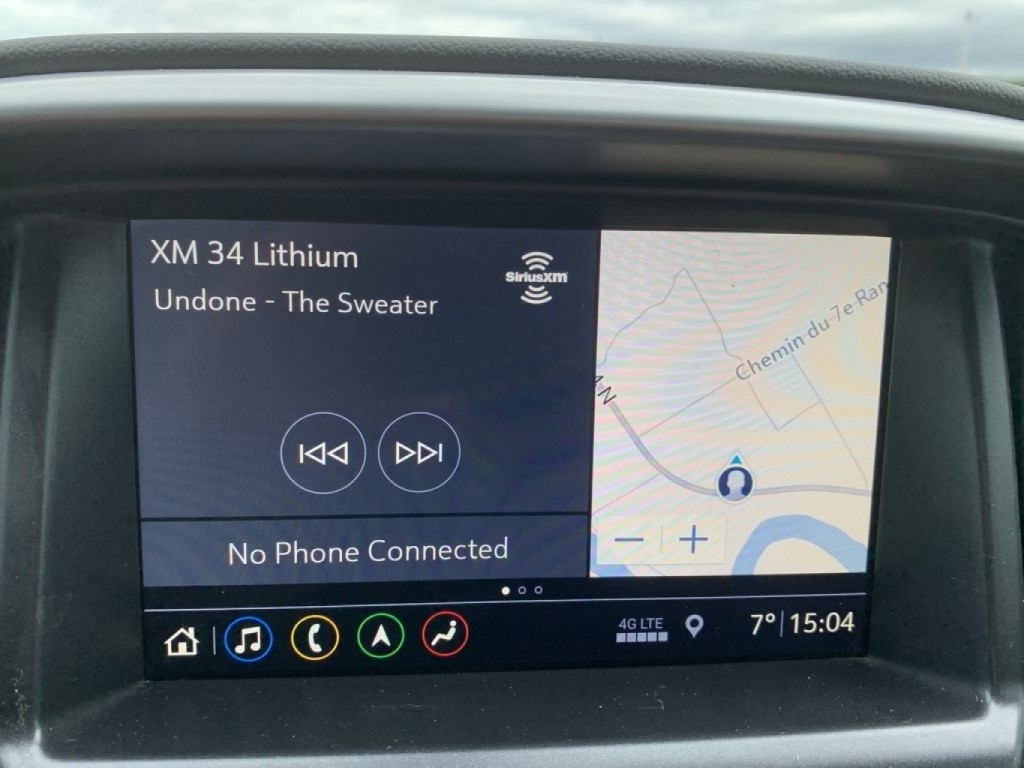 XM 34 Lithium
SiriusXM
Undone - The Sweater
No Phone Connected
Chemin du 7e Ran
AN
4G LTE
7° 15:04